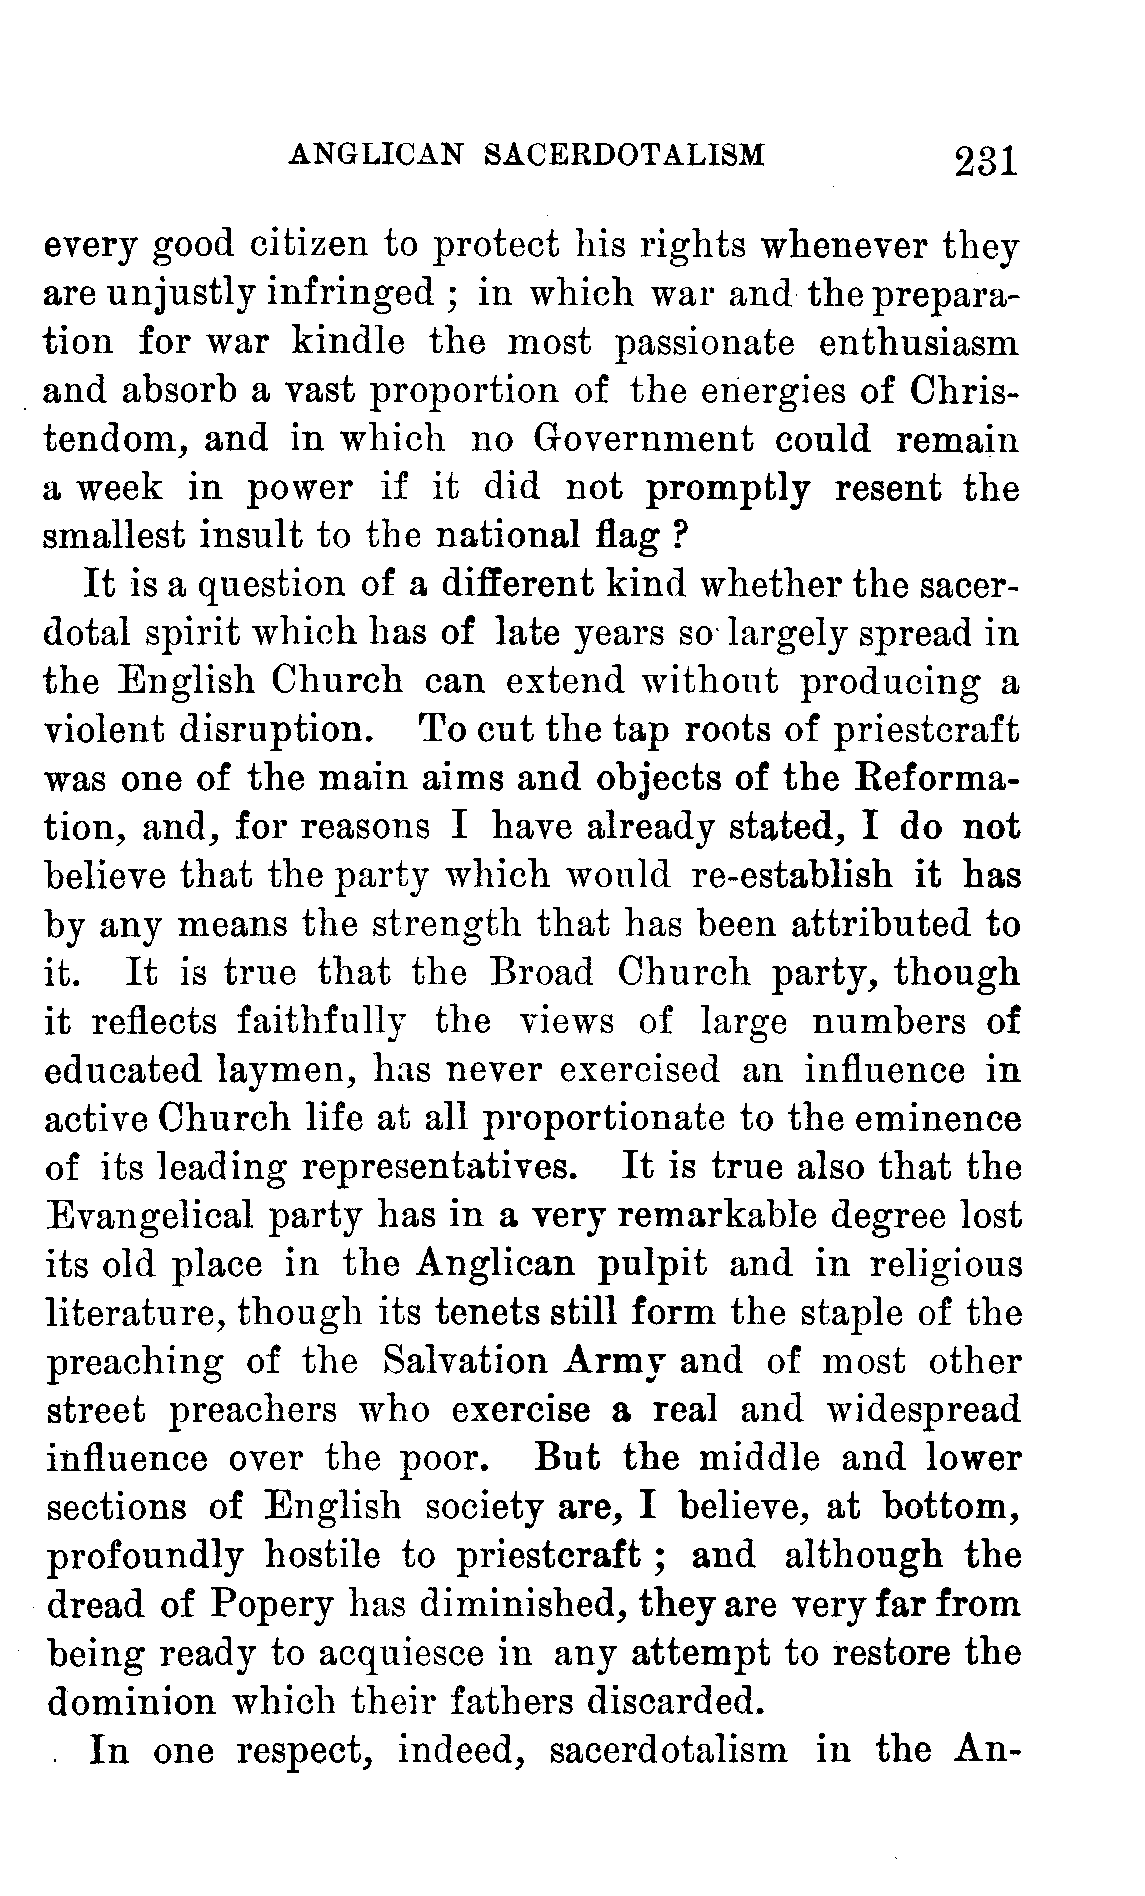 ANGLICAN SACERDOTALISM 231
every good citizen to protect his rights whenever they
are unjustly infringed ; in which war and the prepara-
tion for war kindle the most passionate enthusiasm
and absorb a vast proportion of the energies of Chris-
tendom, and in which no Government could remain
a week in power if it did not promptly resent the
smallest insult to the national flag ?
It is a question of a different kind whether the sacer-
dotal spirit which has of late years so largely spread in
the English Church can extend without producing a
violent disruption. To cut the tap roots of priestcraft
was one of the main aims and objects of the Reforma-
tion, and, for reasons I have already stated, I do not
believe that the party which would re-establish it has
by any means the strength that has been attributed to
it. It is true that the Broad Church party, though
it reflects faithfully the views of large numbers of
educated laymen, has never exercised an influence in
active Church life at all proportionate to the eminence
of its leading representatives. It is true also that the
Evangelical party has in a very remarkable degree lost
its old place in the Anglican pulpit and in religious
literature, though its tenets still form the staple of the
preaching of the Salvation Army and of most other
street preachers who exercise a real and widespread
influence over the poor. But the middle and lower
sections of English society are, I believe, at bottom,
profoundly hostile to priestcraft ; and although the
dread of Popery has diminished, they are very far from
being ready to acquiesce in any attempt to restore the
dominion which their fathers discarded.
In one respect, indeed, sacerdotalism in the An-